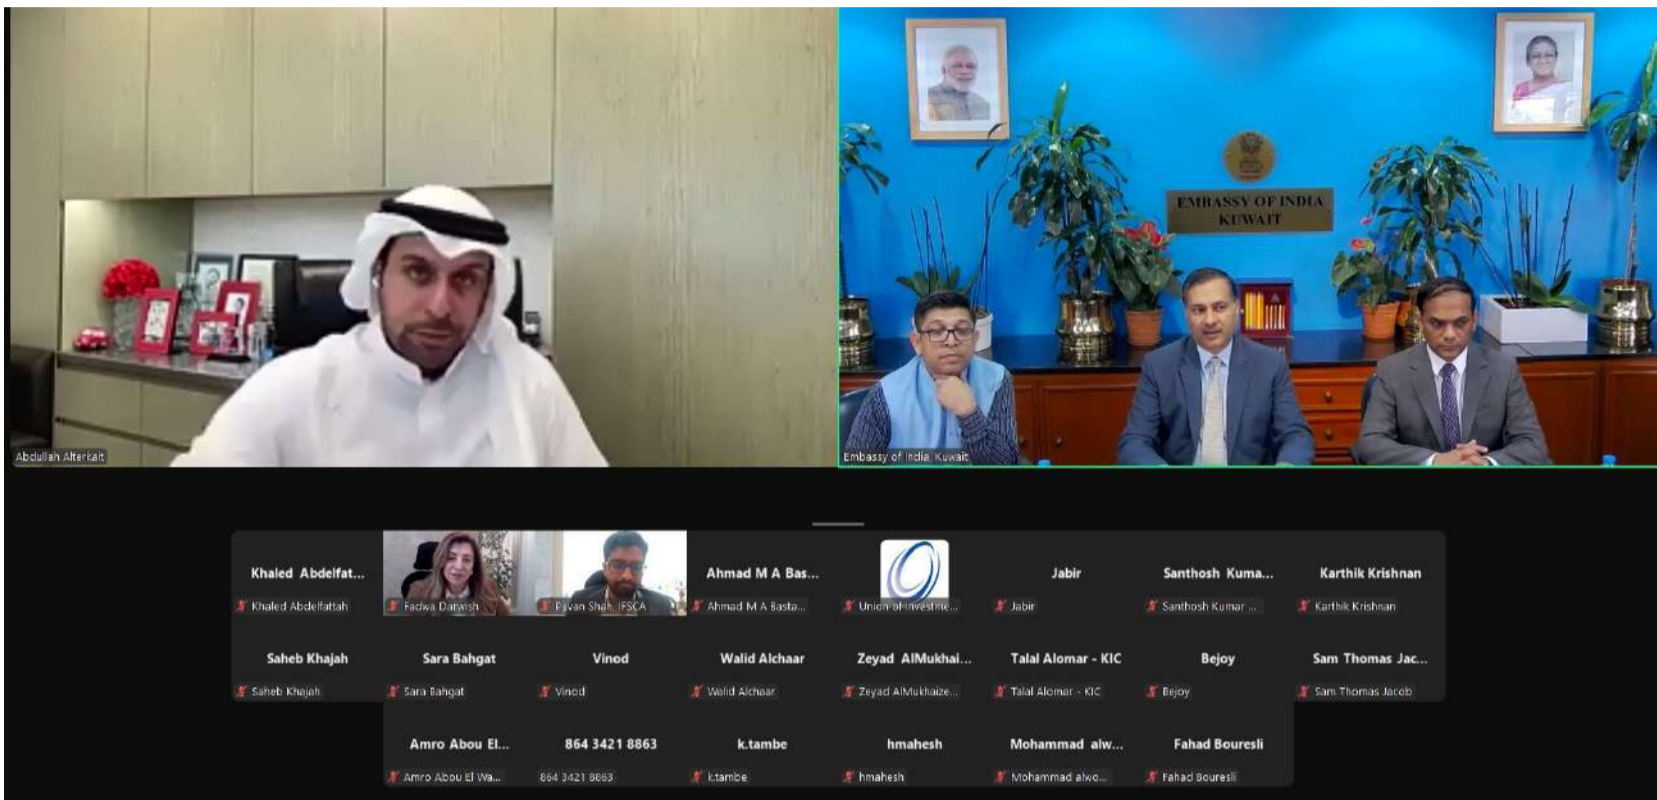 EMBASSY OF INDIA
KUWAIT
Abdullah Alterkait
Embassy of India, Kuwait
Khaled Abdelfat...
Ahmad M A Bas...
Jabir
Santhosh Kuma...
Karthik Krishnan
Khaled Abdelfattah
Fadwa Darwish
Pavan Shah, IFSCA
Ahmad M A Basta...
Union of Investme...
Jabir
Santhosh Kumar ...
Karthik Krishnan
Saheb Khajah
Sara Bahgat
Vinod
Walid Alchaar
Zeyad AlMukhai...
Talal Alomar - KIC
Bejoy
Sam Thomas Jac...
Saheb Khajah
Sara Bahgat
Vinod
Walid Alchaar
Zeyad AlMukhaize...
Talal Alomar - KIC
Bejoy
Sam Thomas Jacob
Amro Abou El...
864 3421 8863
k.tambe
hmahesh
Mohammad alw...
Fahad Bouresli
Amro Abou El Wa...
864 3421 8863
k.tambe
hmahesh
Mohammad alwo...
Fahad Bouresli